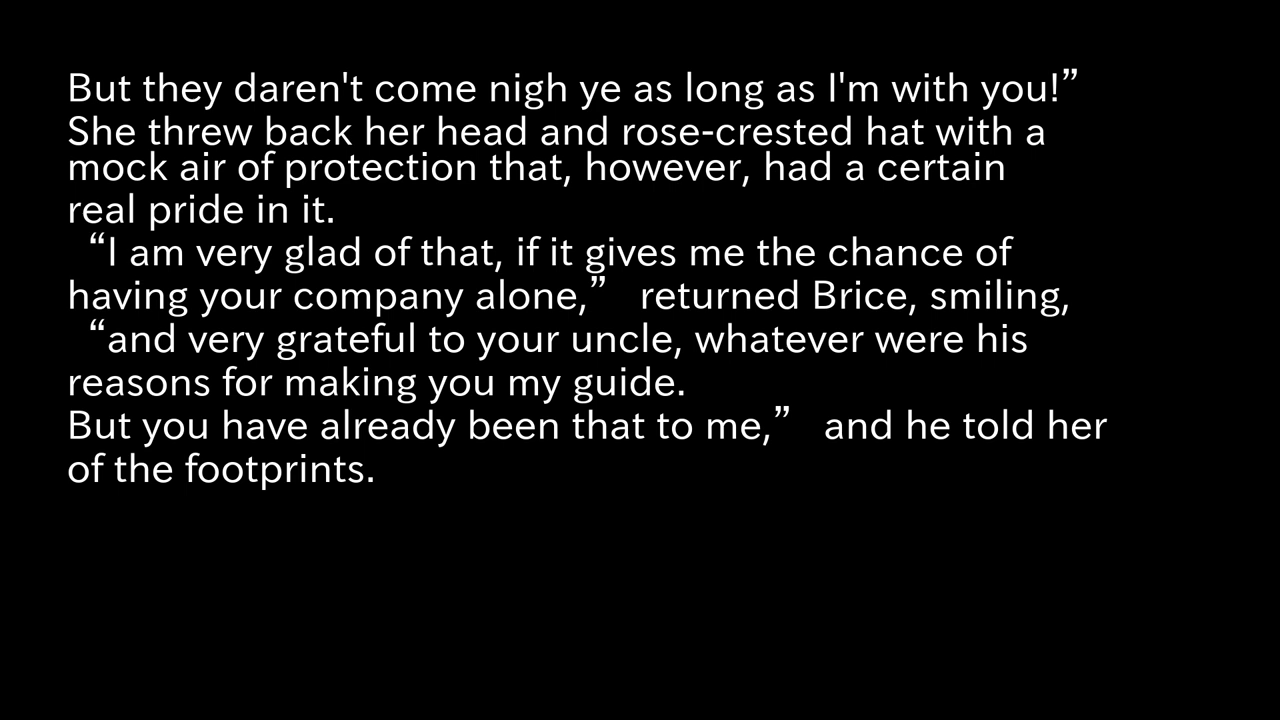 But they daren't come nigh ye as long as I'm with you!”
She threw back her head and rose-crested hat with a
mock air of protection that, however, had a certain
real pride in it.
“I am very glad of that, if it gives me the chance of
having your company alone,” returned Brice, smiling,
“and very grateful to your uncle, whatever were his
reasons for making you my guide.
But you have already been that to me,” and he told her
of the footprints.